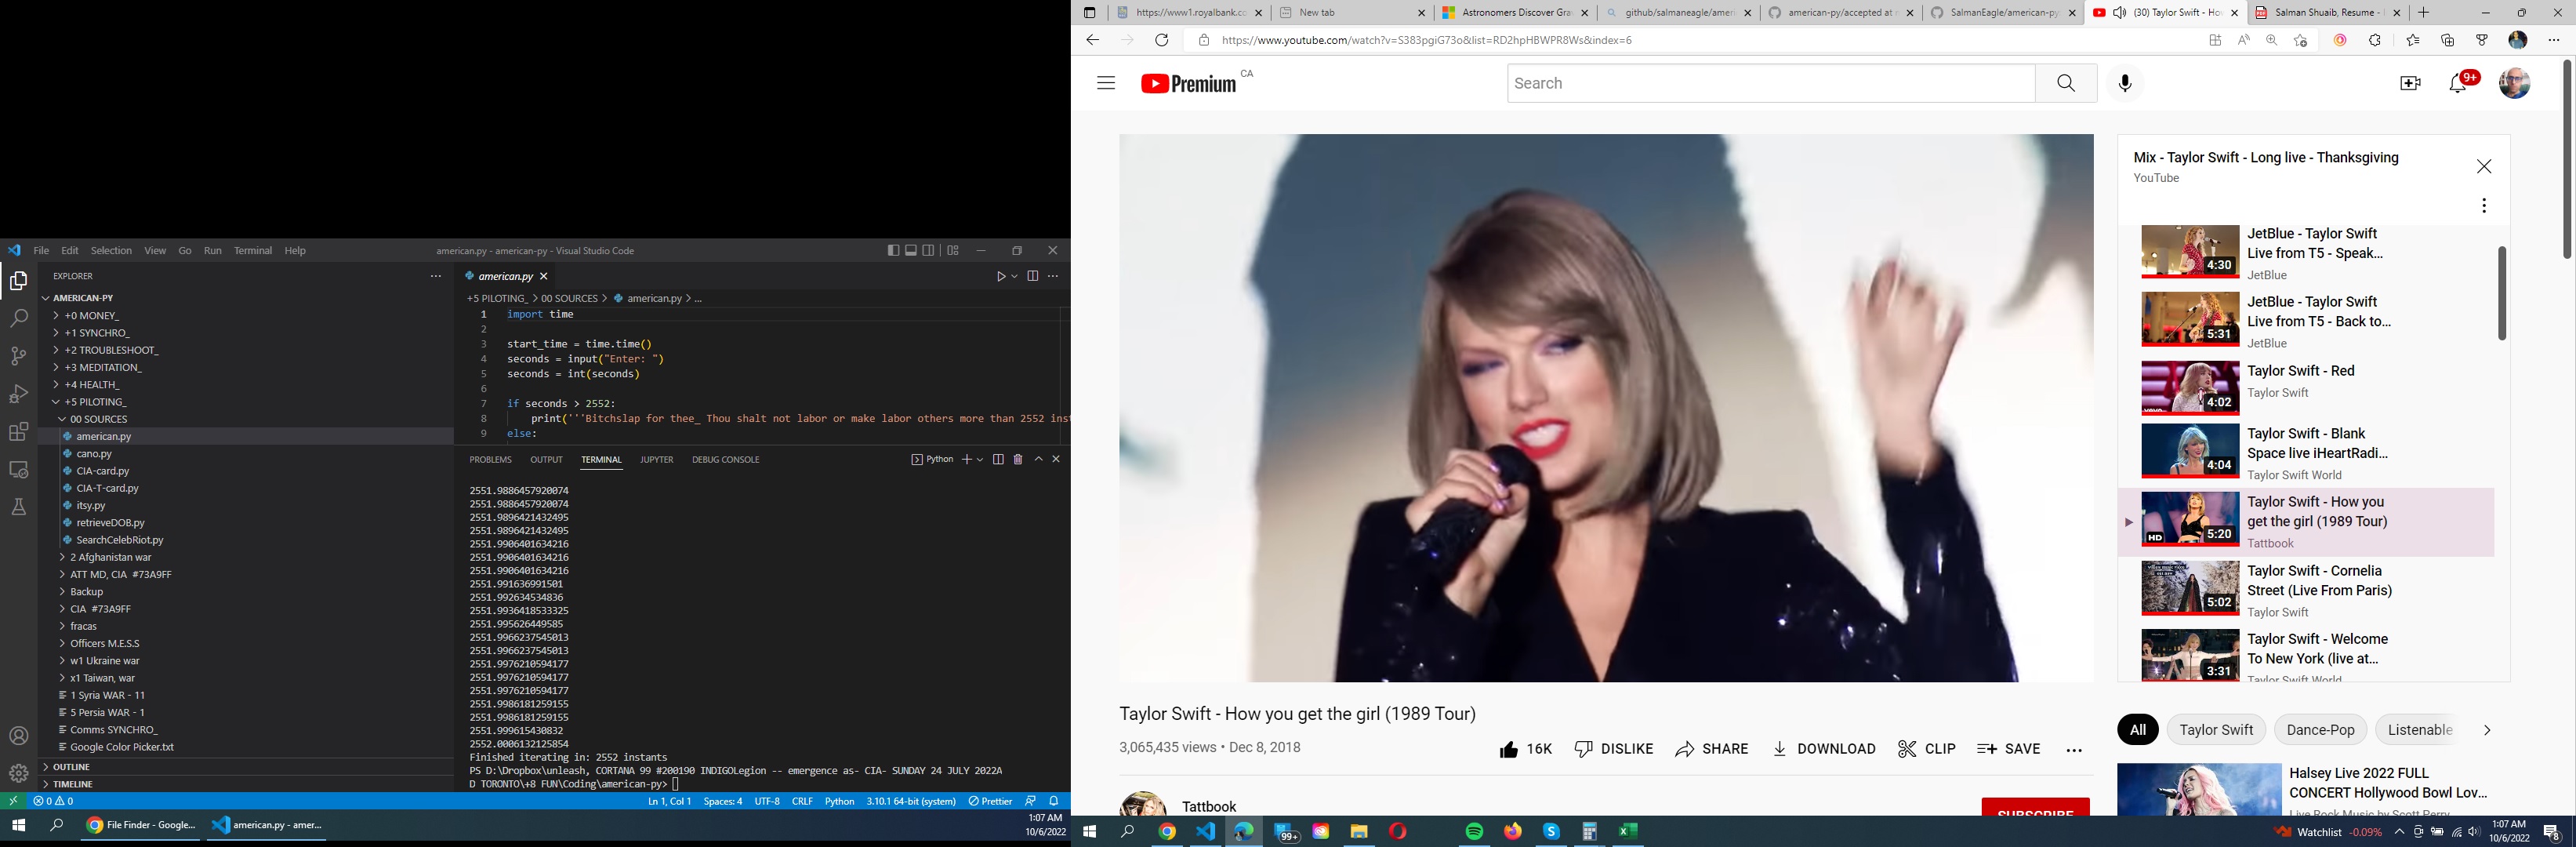 File Edit Selection View Go Run Terminal Help
american.py - american-py - Visual Studio Code
EXPLORER
AMERICAN-PY
+0 MONEY_
+1 SYNCHRO_
+2 TROUBLESHOOT_
+3 MEDITATION_
+4 HEALTH_
+5 PILOTING_
00 SOURCES
american.py
cano.py
CIA-card.py
CIA-T-card.py
itsy.py
retrieveDOB.py
SearchCelebRiot.py
2 Afghanistan war
ATT MD, CIA #73A9FF
Backup
CIA #73A9FF
fracas
Officers M.E.S.S
w1 Ukraine war
x1 Taiwan, war
1 Syria WAR - 11
5 Persia WAR - 1
Comms SYNCHRO_
Google Color Picker.txt
OUTLINE
TIMELINE
american.py
+5 PILOTING_ > 00 SOURCES > american.py > ...
1 import time
2
3 start_time = time.time()
4 seconds = input("Enter: ")
5 seconds = int(seconds)
6
7 if seconds > 2552:
8 print('''Bitchslap for thee_ Thou shalt not labor or make labor others more than 2552 inst
9 else:
PROBLEMS OUTPUT TERMINAL JUPYTER DEBUG CONSOLE
Python
2551.9886457920074
2551.9886457920074
2551.9896421432495
2551.9896421432495
2551.9906401634216
2551.9906401634216
2551.9906401634216
2551.991636991501
2551.992634534836
2551.9936418533325
2551.995626449585
2551.9966237545013
2551.9966237545013
2551.9976210594177
2551.9976210594177
2551.9976210594177
2551.9986181259155
2551.9986181259155
2551.999615430832
2552.0006132125854
Finished iterating in: 2552 instants
PS D:\Dropbox\unleash, CORTANA 99 #200190 INDIGOLegion -- emergence as- CIA- SUNDAY 24 JULY 2022A
D TORONTO\+8 FUN\Coding\american-py>
0 0
Ln 1, Col 1 Spaces: 4 UTF-8 CRLF Python 3.10.1 64-bit (system) Prettier
File Finder - Google...
american.py - amer...
1:07 AM
10/6/2022
https://www1.royalbank.co
New tab
Astronomers Discover Gra
github/salmaneagle/ameri
american-py/accepted at
SalmanEagle/american-py
(30) Taylor Swift - Ho
Salman Shuaib, Resume -
https://www.youtube.com/watch?v=S383pgiG73o&list=RD2hpHBWPR8Ws&index=6
Premium CA
Search
9+
Taylor Swift - How you get the girl (1989 Tour)
3,065,435 views • Dec 8, 2018
16K DISLIKE SHARE DOWNLOAD CLIP SAVE
Tattbook
SUBSCRIBE
Mix - Taylor Swift - Long live - Thanksgiving
YouTube
4:30
JetBlue - Taylor Swift
Live from T5 - Speak...
JetBlue
5:31
JetBlue - Taylor Swift
Live from T5 - Back to...
JetBlue
4:02
Taylor Swift - Red
Taylor Swift
4:04
Taylor Swift - Blank
Space live iHeartRadi...
Taylor Swift World
HD 5:20
Taylor Swift - How you
get the girl (1989 Tour)
Tattbook
5:02
Taylor Swift - Cornelia
Street (Live From Paris)
Taylor Swift
3:31
Taylor Swift - Welcome
To New York (live at...
Taylor Swift World
All Taylor Swift Dance-Pop Listenable
Halsey Live 2022 FULL
CONCERT Hollywood Bowl Lov...
Live Rock Music by Scott Perry
99+
Watchlist -0.09%
1:07 AM
10/6/2022
8